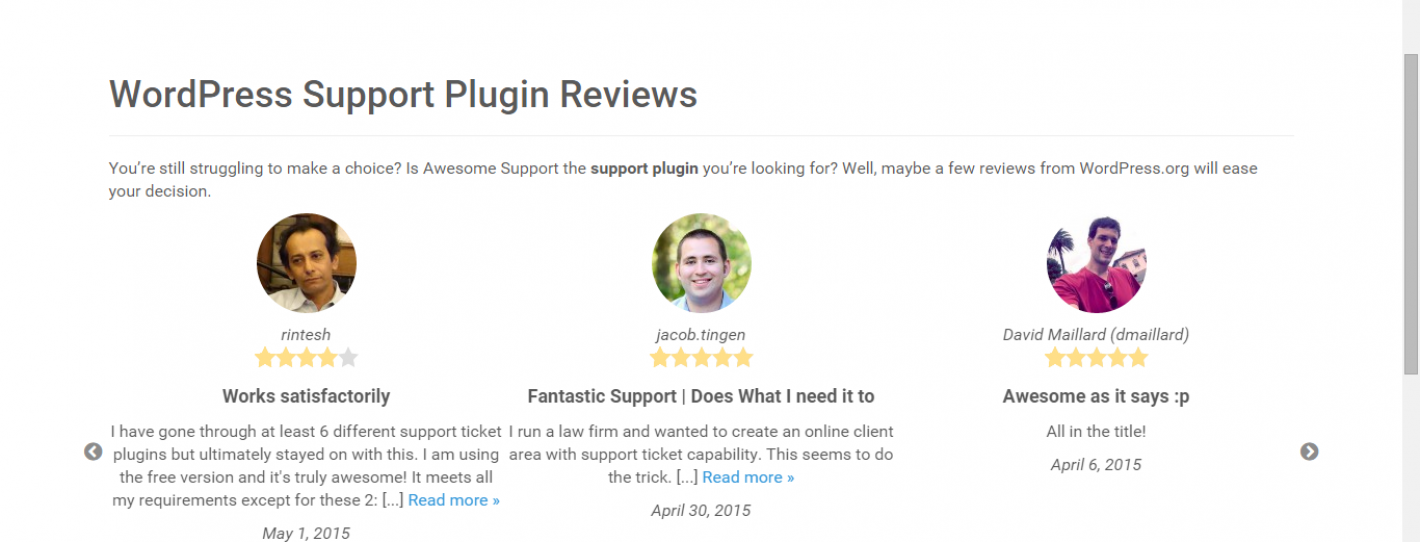 WordPress Support Plugin Reviews
You’re still struggling to make a choice? Is Awesome Support the support plugin you’re looking for? Well, maybe a few reviews from WordPress.org will ease
your decision.
rintesh
Works satisfactorily
I have gone through at least 6 different support ticket
plugins but ultimately stayed on with this. I am using
the free version and it's truly awesome! It meets all
my requirements except for these 2: [...] Read more »
May 1, 2015
jacob.tingen
Fantastic Support | Does What I need it to
I run a law firm and wanted to create an online client
area with support ticket capability. This seems to do
the trick. [...] Read more »
April 30, 2015
David Maillard (dmaillard)
Awesome as it says :p
All in the title!
April 6, 2015